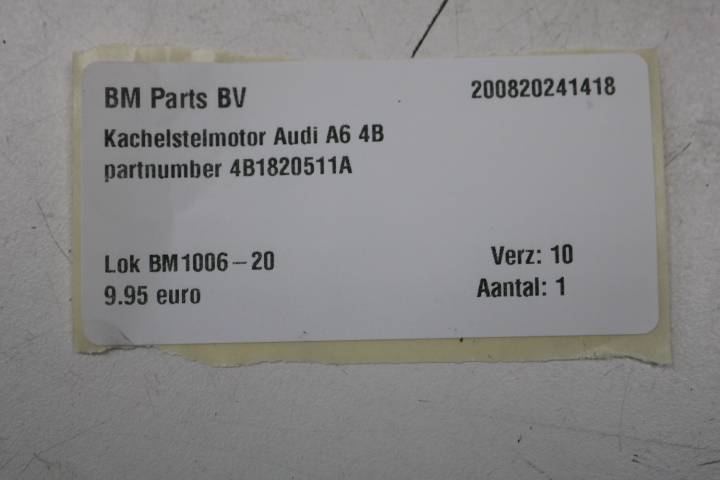 BM Parts BV 200820241418
Kachelstelmotor Audi A6 4B
partnumber 4B1820511A
Lok BM1006-20 Verz: 10
9.95 euro Aantal: 1